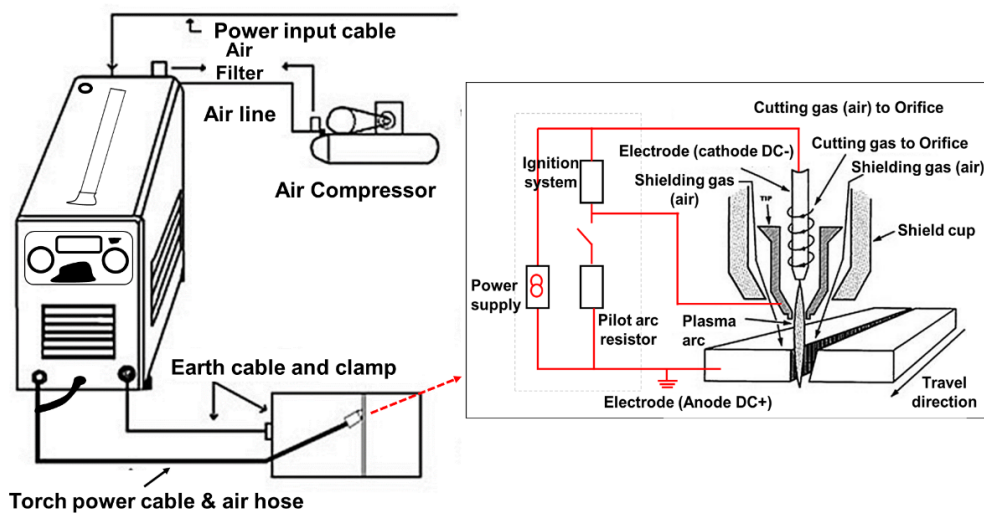 Power input cable
Air
Filter
Air line
Air Compressor
Earth cable and clamp
Torch power cable & air hose
Cutting gas (air) to Orifice
Cutting gas to Orifice
Electrode (cathode DC-)
Ignition
system
Shielding gas
(air)
Shielding gas (air)
TIP
Shield cup
Power
supply
Pilot arc
resistor
Plasma
arc
Electrode (Anode DC+)
Travel
direction